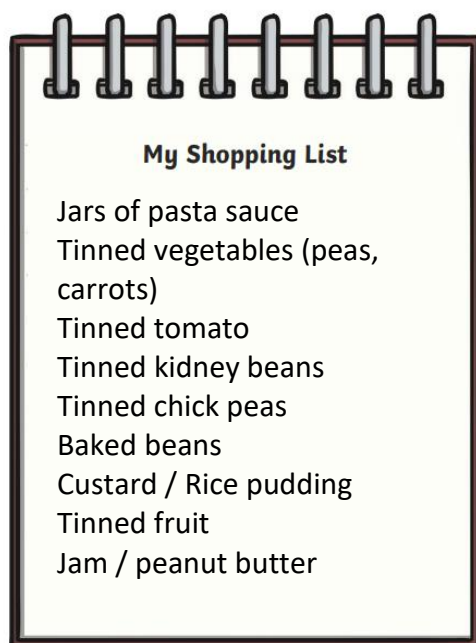 My Shopping List
Jars of pasta sauce
Tinned vegetables (peas,
carrots)
Tinned tomato
Tinned kidney beans
Tinned chick peas
Baked beans
Custard / Rice pudding
Tinned fruit
Jam / peanut butter